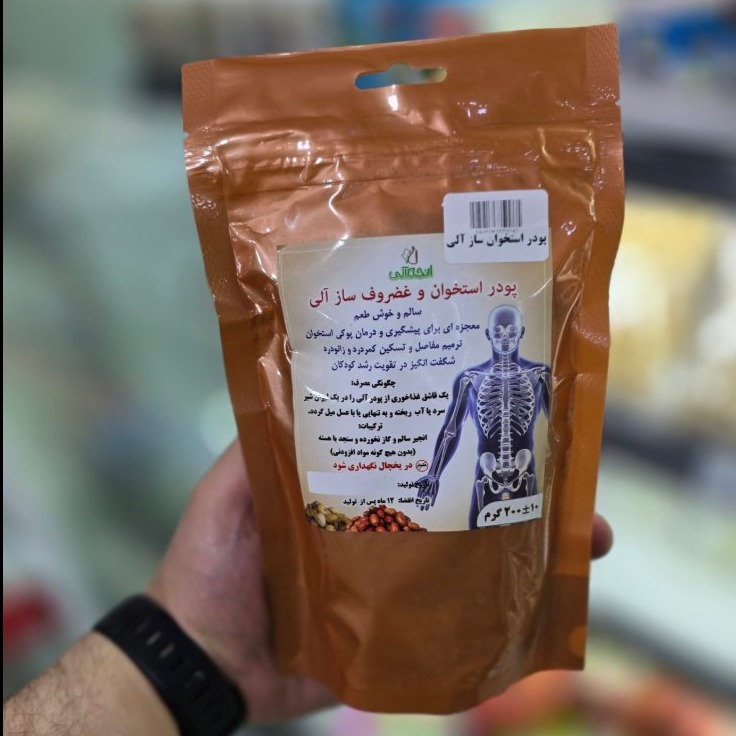 پودر استخوان ساز آلی
پودر استخوان و غضروف ساز آلی
سالم و خوش طعم
معجزه ای برای پیشگیری و درمان پوکی استخوان
ترمیم مفاصل و تسکین کمردرد و زانودرد
شگفت انگیز در تقویت رشد کودکان
چگونگی مصرف:
یک قاشق غذاخوری از پودر آلی را در یک لیوان شیر
سرد یا آب ریخته و به تنهایی یا با عسل میل گردد.
ترکیبات:
انجیر سالم و گاز نخورده و سنجد با هسته
(بدون هیچ گونه مواد افزودنی)
در یخچال نگهداری شود
تاریخ تولید:
تاریخ انقضا: ۱۲ ماه پس از تولید
۲۰۰±۱۰ گرم